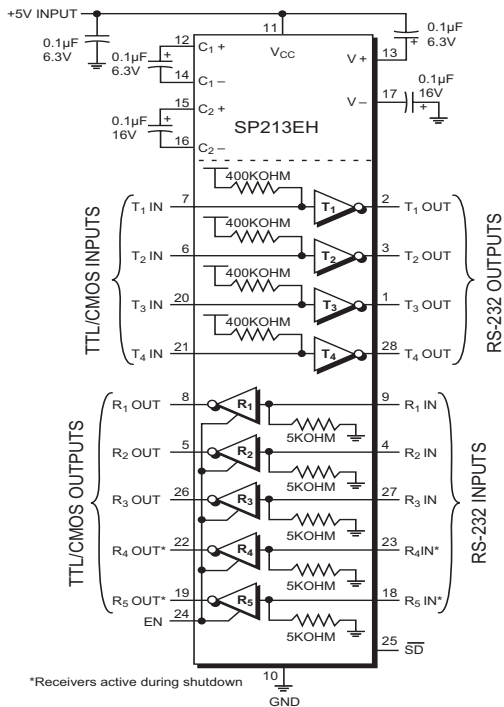 +5V INPUT
0.1µF
6.3V
0.1µF
6.3V
0.1µF
16V
12
C1 +
14
C1 –
15
C2 +
16
C2 –
11
VCC
V +
13
0.1µF
6.3V
V –
17
0.1µF
16V
SP213EH
TTL/CMOS INPUTS
RS-232 OUTPUTS
400KOHM
T1 IN 7 T1 2 T1 OUT
400KOHM
T2 IN 6 T2 3 T2 OUT
400KOHM
T3 IN 20 T3 1 T3 OUT
400KOHM
T4 IN 21 T4 28 T4 OUT
TTL/CMOS OUTPUTS
RS-232 INPUTS
R1 OUT 8 R1 9 R1 IN
5KOHM
R2 OUT 5 R2 4 R2 IN
5KOHM
R3 OUT 26 R3 27 R3 IN
5KOHM
R4 OUT* 22 R4 23 R4IN*
5KOHM
R5 OUT* 19 R5 18 R5 IN*
5KOHM
EN 24
25 SD
*Receivers active during shutdown
10
GND